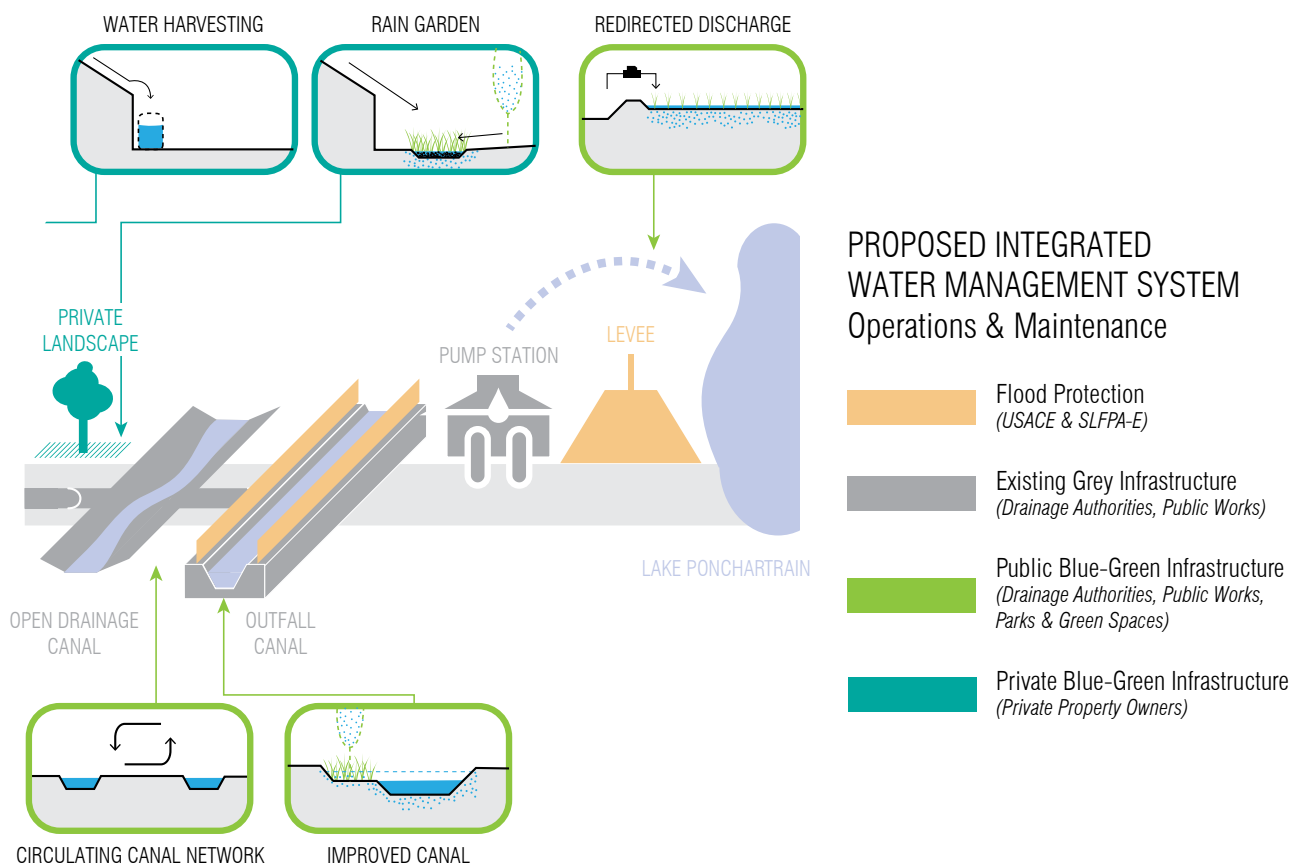 WATER HARVESTING
RAIN GARDEN
REDIRECTED DISCHARGE
PRIVATE
LANDSCAPE
PUMP STATION
LEVEE
LAKE PONCHARTRAIN
OPEN DRAINAGE
CANAL
OUTFALL
CANAL
CIRCULATING CANAL NETWORK
IMPROVED CANAL
PROPOSED INTEGRATED
WATER MANAGEMENT SYSTEM
Operations & Maintenance
Flood Protection
(USACE & SLFPA-E)
Existing Grey Infrastructure
(Drainage Authorities, Public Works)
Public Blue-Green Infrastructure
(Drainage Authorities, Public Works,
Parks & Green Spaces)
Private Blue-Green Infrastructure
(Private Property Owners)